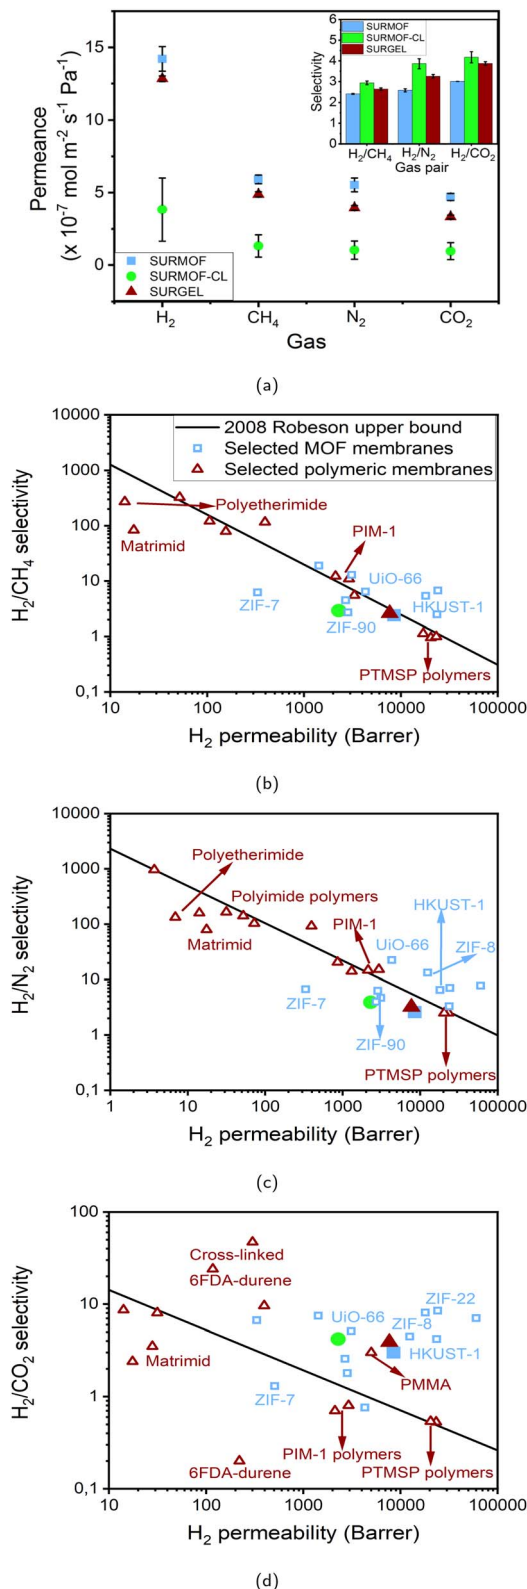 15
10
5
0
Permeance
(x 10⁻⁷ mol m⁻² s⁻¹ Pa⁻¹)
6
5
4
3
2
1
0
Selectivity
SURMOF
SURMOF-CL
SURGEL
H₂/CH₄ H₂/N₂ H₂/CO₂
Gas pair
SURMOF
SURMOF-CL
SURGEL
H₂ CH₄ N₂ CO₂
Gas
(a)
10000
1000
100
10
1
0,1
H₂/CH₄ selectivity
2008 Robeson upper bound
Selected MOF membranes
Selected polymeric membranes
Polyetherimide
Matrimid
PIM-1
UiO-66
ZIF-7
HKUST-1
ZIF-90
PTMSP polymers
10 100 1000 10000 100000
H₂ permeability (Barrer)
(b)
10000
1000
100
10
1
0,1
H₂/N₂ selectivity
Polyetherimide
Polyimide polymers
HKUST-1
Matrimid
PIM-1
UiO-66
ZIF-8
ZIF-7
ZIF-90
PTMSP polymers
1 10 100 1000 10000 100000
H₂ permeability (Barrer)
(c)
100
10
1
0,1
H₂/CO₂ selectivity
Cross-linked
6FDA-durene
ZIF-22
UiO-66
ZIF-8
HKUST-1
Matrimid
PMMA
ZIF-7
PIM-1 polymers
6FDA-durene
PTMSP polymers
10 100 1000 10000 100000
H₂ permeability (Barrer)
(d)